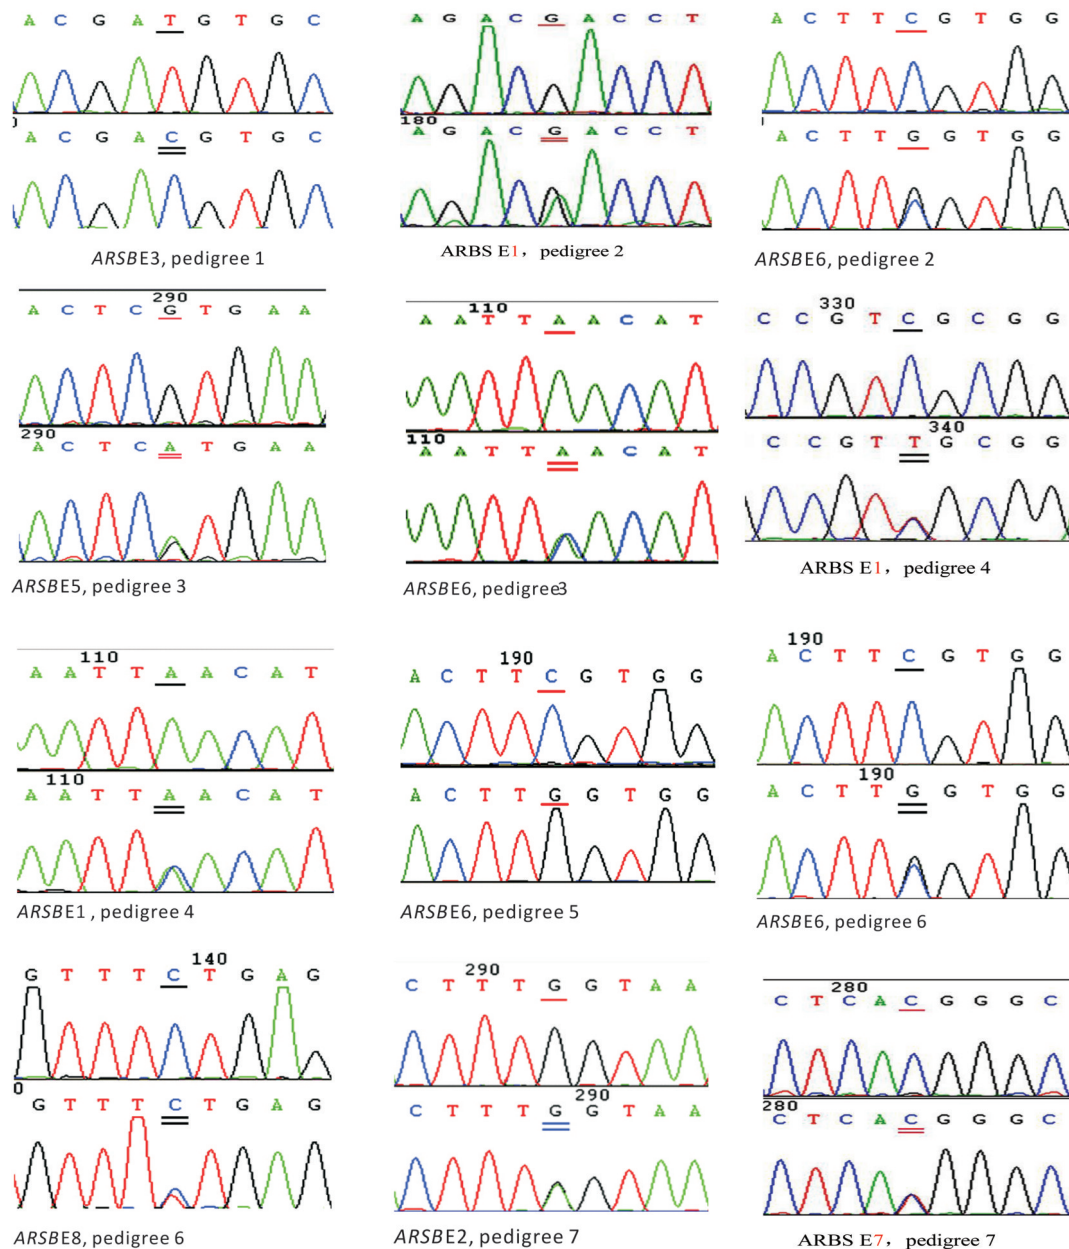 A C G A T G T G C
A C G A C G T G C
ARSBE3, pedigree 1
A G A C G A C C T
180
A G A C G A C C T
ARBS E1, pedigree 2
A C T T C G T G G
A C T T G G T G G
ARSBE6, pedigree 2
290
A C T C G T G A A
290
A C T C A T G A A
ARSBE5, pedigree 3
110
A A T T A A C A T
110
A A T T A A C A T
ARSBE6, pedigree3
330
C C G T C G C G G
340
C C G T T G C G G
ARBS E1, pedigree 4
110
A A T T A A C A T
110
A A T T A A C A T
ARSBE1 , pedigree 4
190
A C T T C G T G G
A C T T G G T G G
ARSBE6, pedigree 5
190
A C T T C G T G G
190
A C T T G G T G G
ARSBE6, pedigree 6
140
G T T T C T G A G
0
G T T T C T G A G
ARSBE8, pedigree 6
290
C T T T G G T A A
290
C T T T G G T A A
ARSBE2, pedigree 7
280
C T C A C G G G C
280
C T C A C G G G C
ARBS E7, pedigree 7